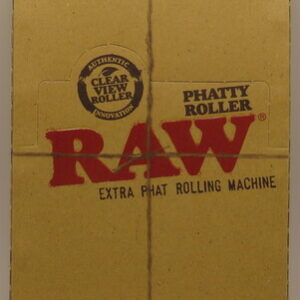 AUTHENTIC
CLEAR
VIEW
ROLLER
INNOVATION
PHATTY
ROLLER
RAW®
EXTRA PHAT ROLLING MACHINE